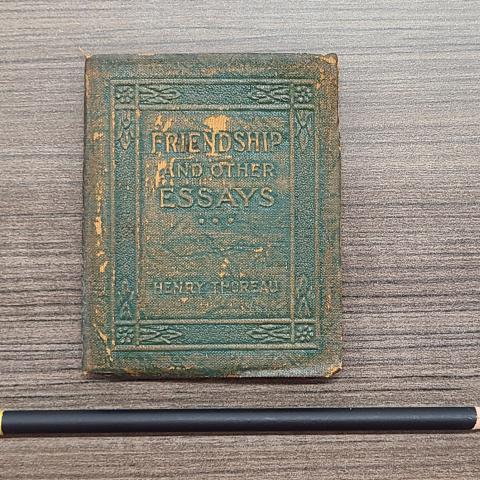 FRIENDSHIP
AND OTHER
ESSAYS
HENRY THOREAU